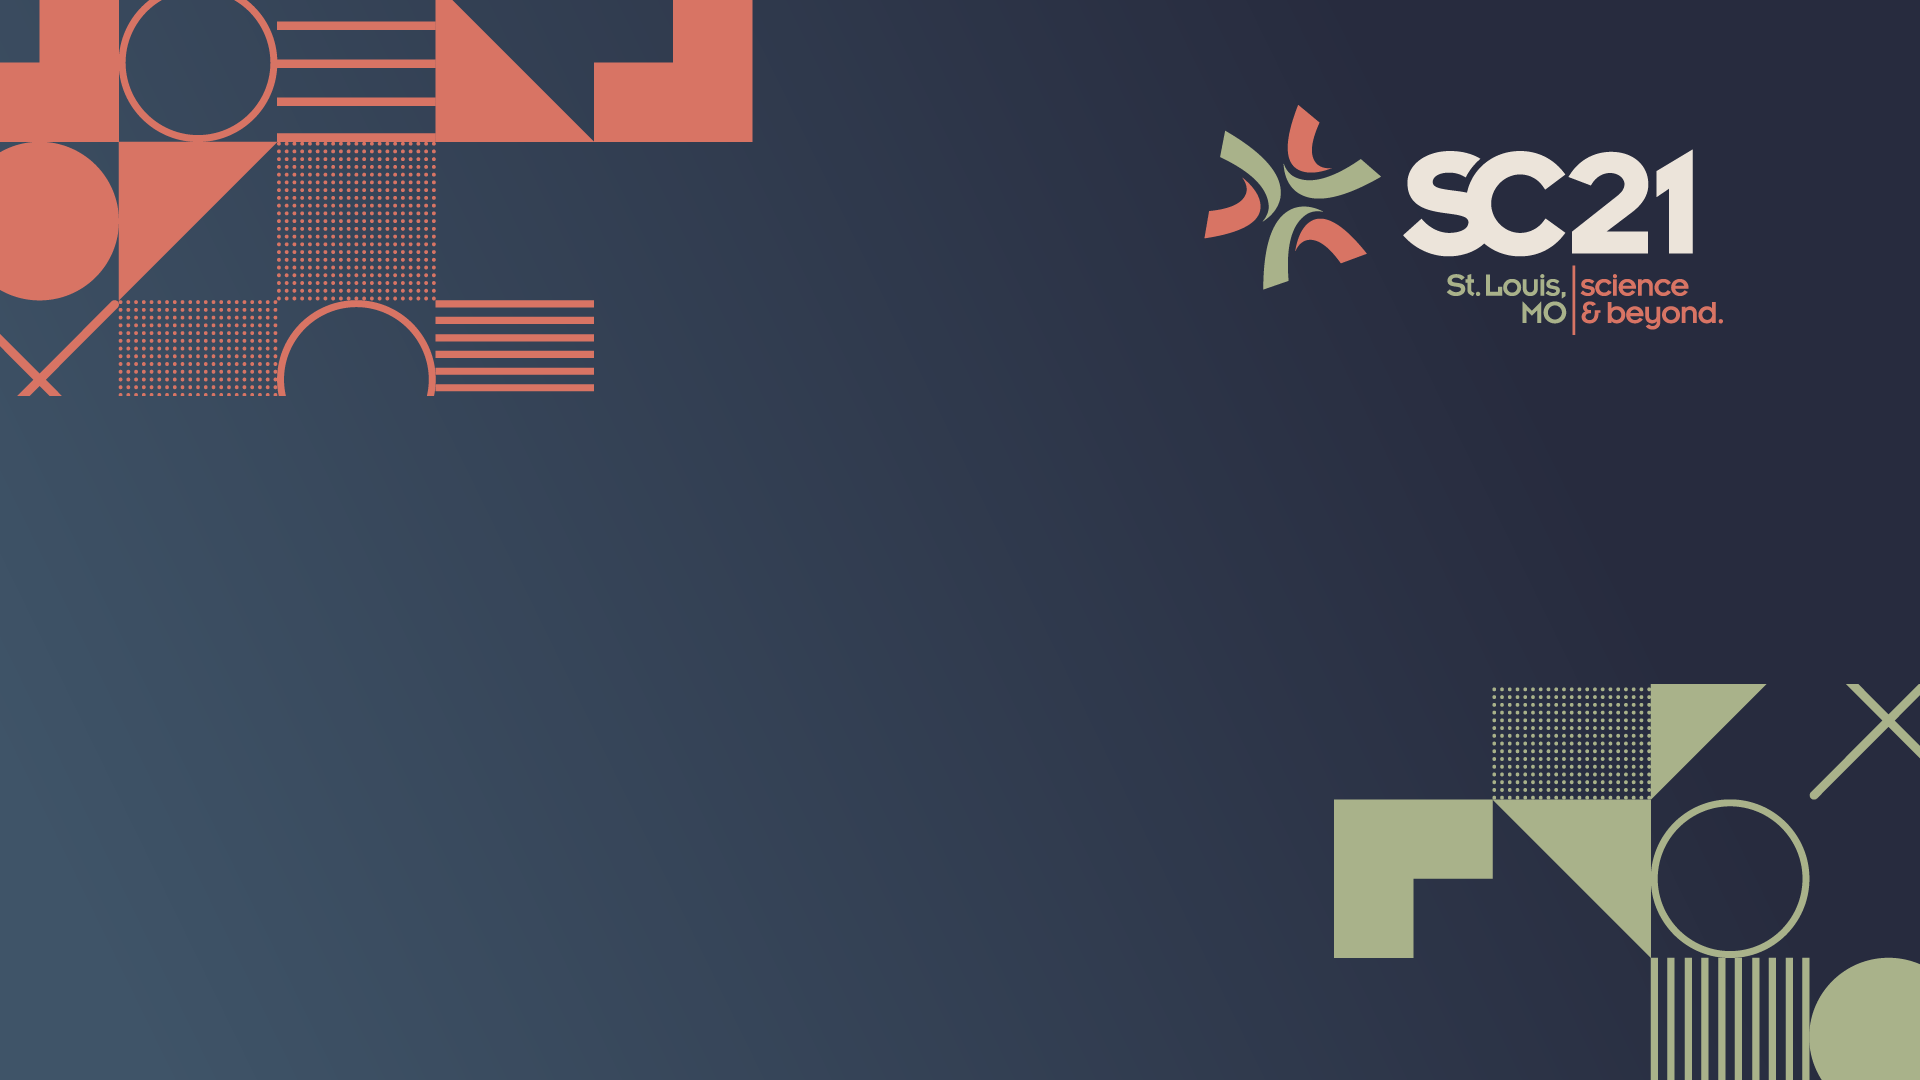 SC21
St. Louis,
MO
science
& beyond.